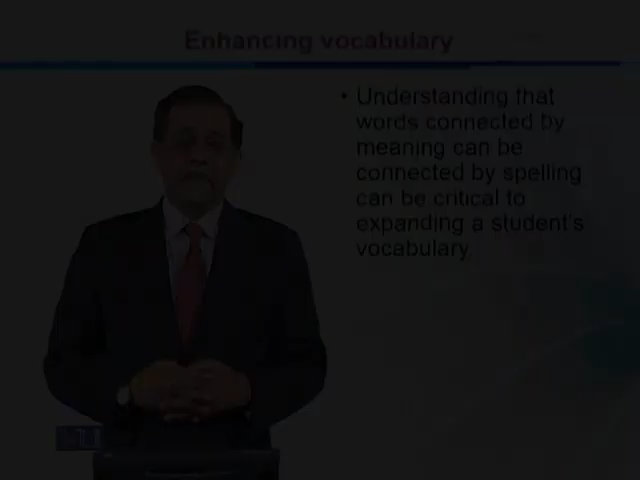 Enhancing vocabulary
• Understanding that
words connected by
meaning can be
connected by spelling
can be critical to
expanding a student's
vocabulary